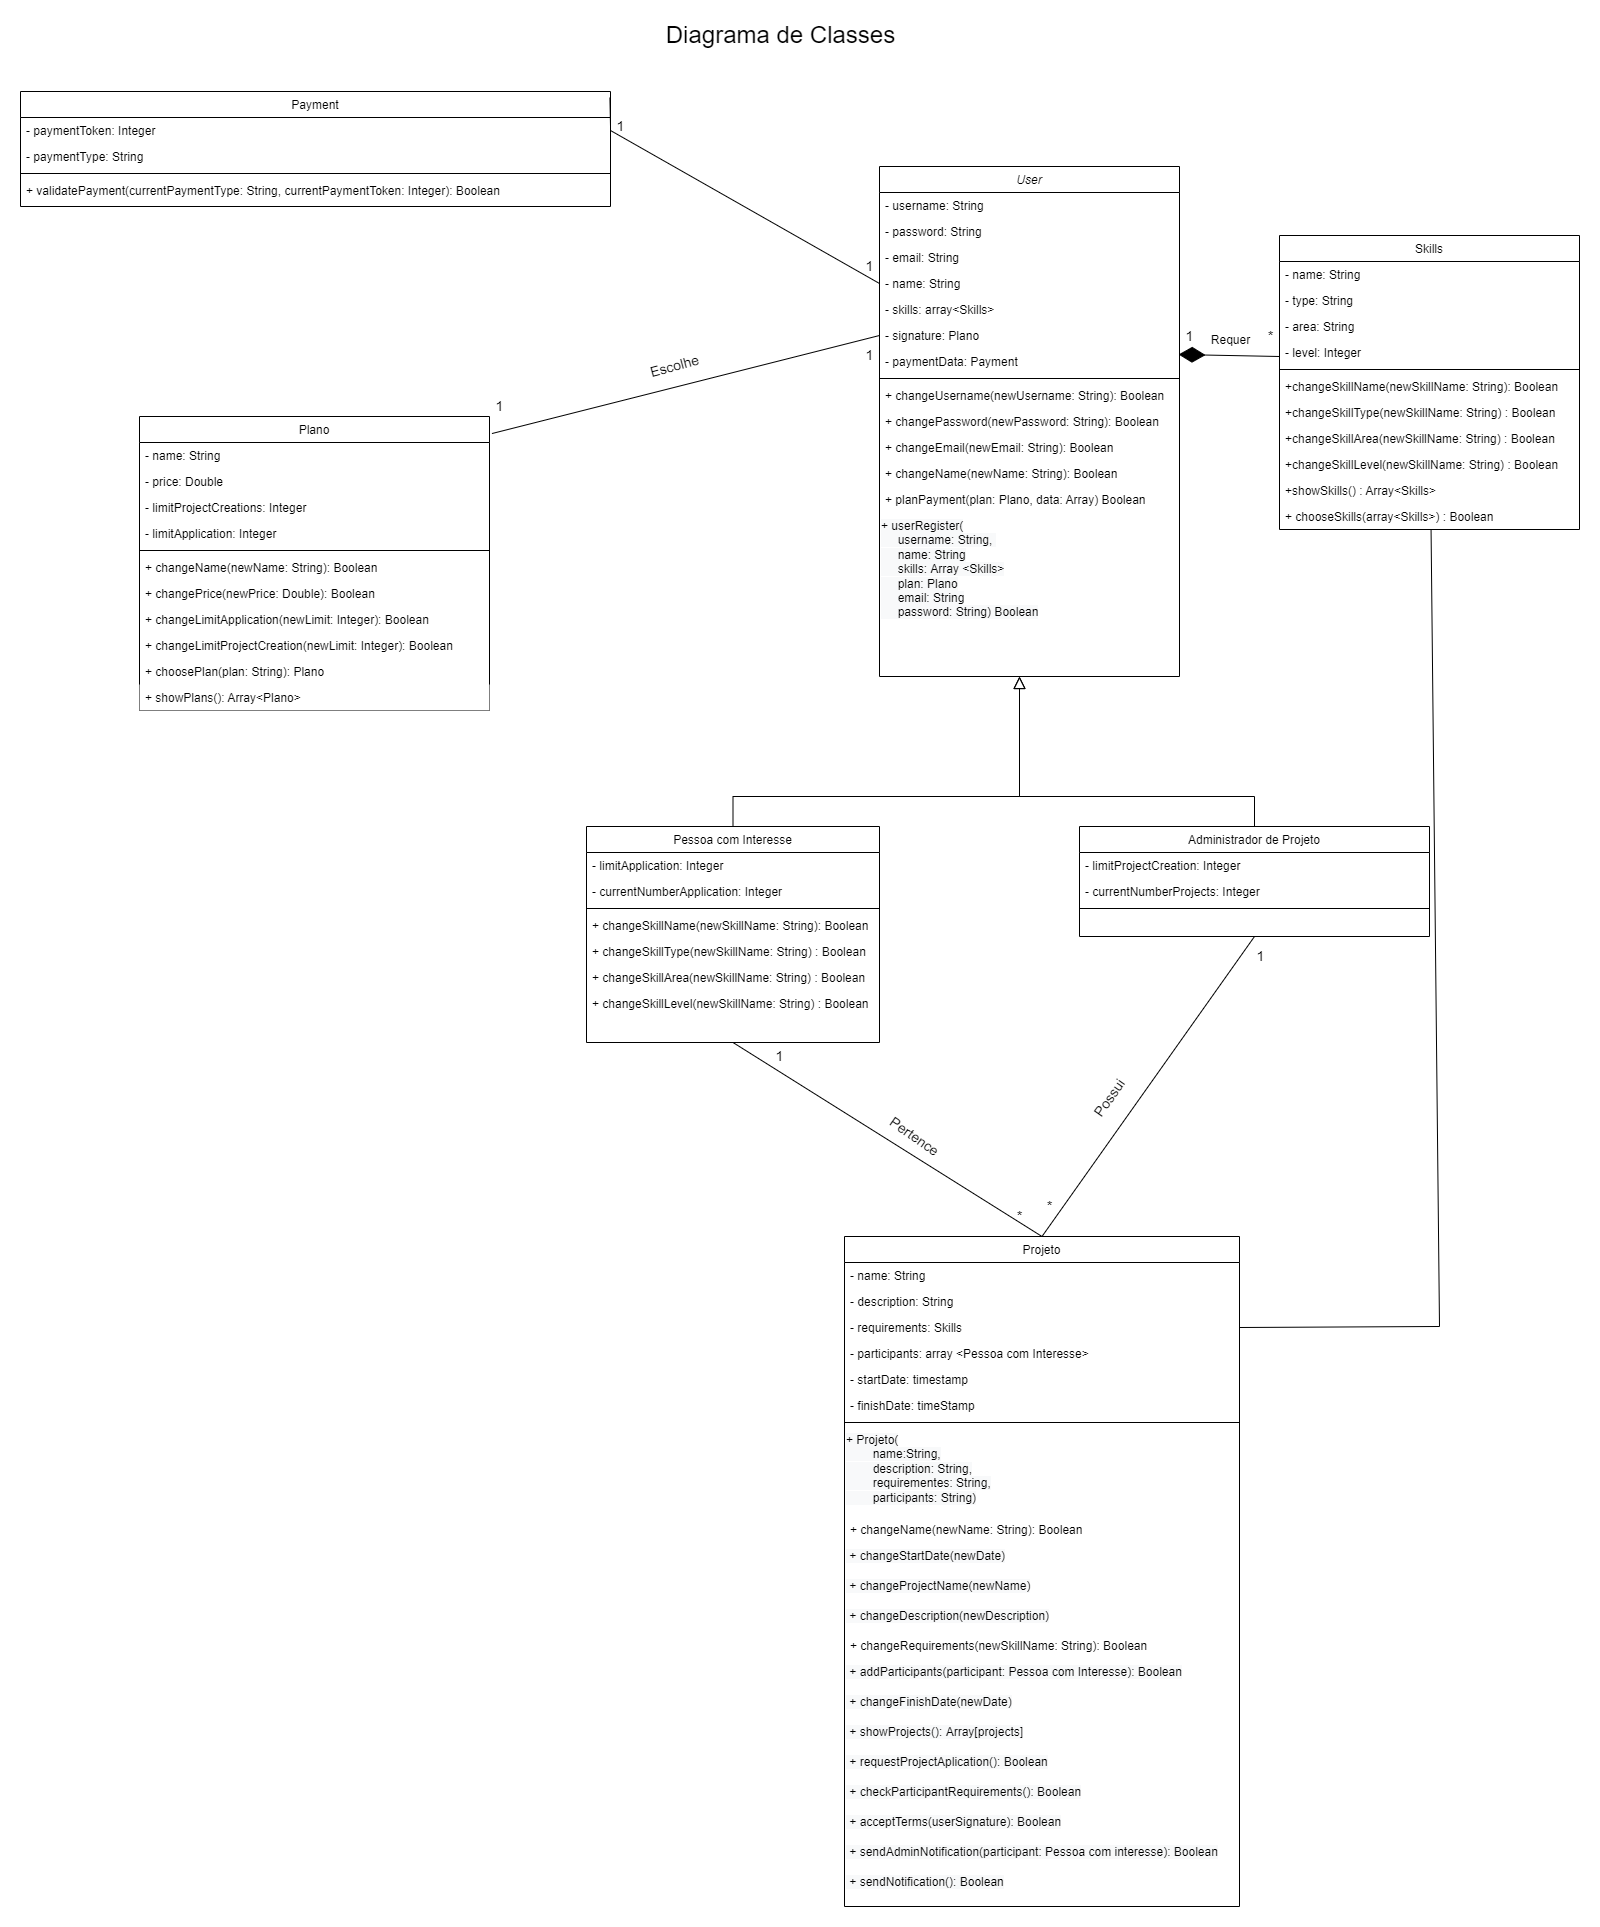 Diagrama de Classes
Payment
- paymentToken: Integer
- paymentType: String
+ validatePayment(currentPaymentType: String, currentPaymentToken: Integer): Boolean
1
1
User
- username: String
- password: String
- email: String
- name: String
- skills: array<Skills>
- signature: Plano
- paymentData: Payment
+ changeUsername(newUsername: String): Boolean
+ changePassword(newPassword: String): Boolean
+ changeEmail(newEmail: String): Boolean
+ changeName(newName: String): Boolean
+ planPayment(plan: Plano, data: Array) Boolean
+ userRegister(
username: String,
name: String
skills: Array <Skills>
plan: Plano
email: String
password: String) Boolean
1
Requer
*
Skills
- name: String
- type: String
- area: String
- level: Integer
+changeSkillName(newSkillName: String): Boolean
+changeSkillType(newSkillName: String) : Boolean
+changeSkillArea(newSkillName: String) : Boolean
+changeSkillLevel(newSkillName: String) : Boolean
+showSkills() : Array<Skills>
+ chooseSkills(array<Skills>) : Boolean
1
Escolhe
1
Plano
- name: String
- price: Double
- limitProjectCreations: Integer
- limitApplication: Integer
+ changeName(newName: String): Boolean
+ changePrice(newPrice: Double): Boolean
+ changeLimitApplication(newLimit: Integer): Boolean
+ changeLimitProjectCreation(newLimit: Integer): Boolean
+ choosePlan(plan: String): Plano
+ showPlans(): Array<Plano>
Pessoa com Interesse
- limitApplication: Integer
- currentNumberApplication: Integer
+ changeSkillName(newSkillName: String): Boolean
+ changeSkillType(newSkillName: String) : Boolean
+ changeSkillArea(newSkillName: String) : Boolean
+ changeSkillLevel(newSkillName: String) : Boolean
Administrador de Projeto
- limitProjectCreation: Integer
- currentNumberProjects: Integer
1
Pertence
*
1
Possui
*
Projeto
- name: String
- description: String
- requirements: Skills
- participants: array <Pessoa com Interesse>
- startDate: timestamp
- finishDate: timeStamp
+ Projeto(
name:String,
description: String,
requirementes: String,
participants: String)
+ changeName(newName: String): Boolean
+ changeStartDate(newDate)
+ changeProjectName(newName)
+ changeDescription(newDescription)
+ changeRequirements(newSkillName: String): Boolean
+ addParticipants(participant: Pessoa com Interesse): Boolean
+ changeFinishDate(newDate)
+ showProjects(): Array[projects]
+ requestProjectAplication(): Boolean
+ checkParticipantRequirements(): Boolean
+ acceptTerms(userSignature): Boolean
+ sendAdminNotification(participant: Pessoa com interesse): Boolean
+ sendNotification(): Boolean